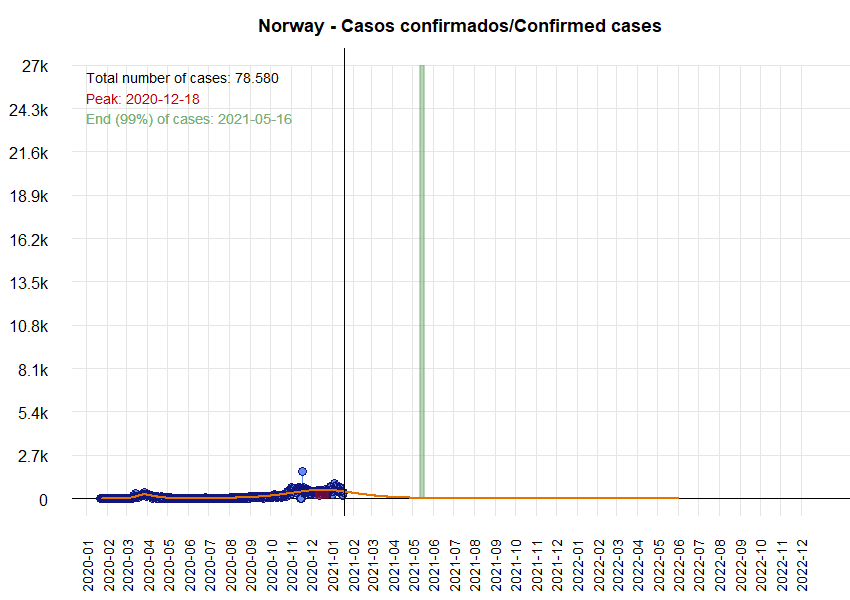 Norway - Casos confirmados/Confirmed cases
27k
24.3k
21.6k
18.9k
16.2k
13.5k
10.8k
8.1k
5.4k
2.7k
0
Total number of cases: 78.580
Peak: 2020-12-18
End (99%) of cases: 2021-05-16
2020-01
2020-02
2020-03
2020-04
2020-05
2020-06
2020-07
2020-08
2020-09
2020-10
2020-11
2020-12
2021-01
2021-02
2021-03
2021-04
2021-05
2021-06
2021-07
2021-08
2021-09
2021-10
2021-11
2021-12
2022-01
2022-02
2022-03
2022-04
2022-05
2022-06
2022-07
2022-08
2022-09
2022-10
2022-11
2022-12